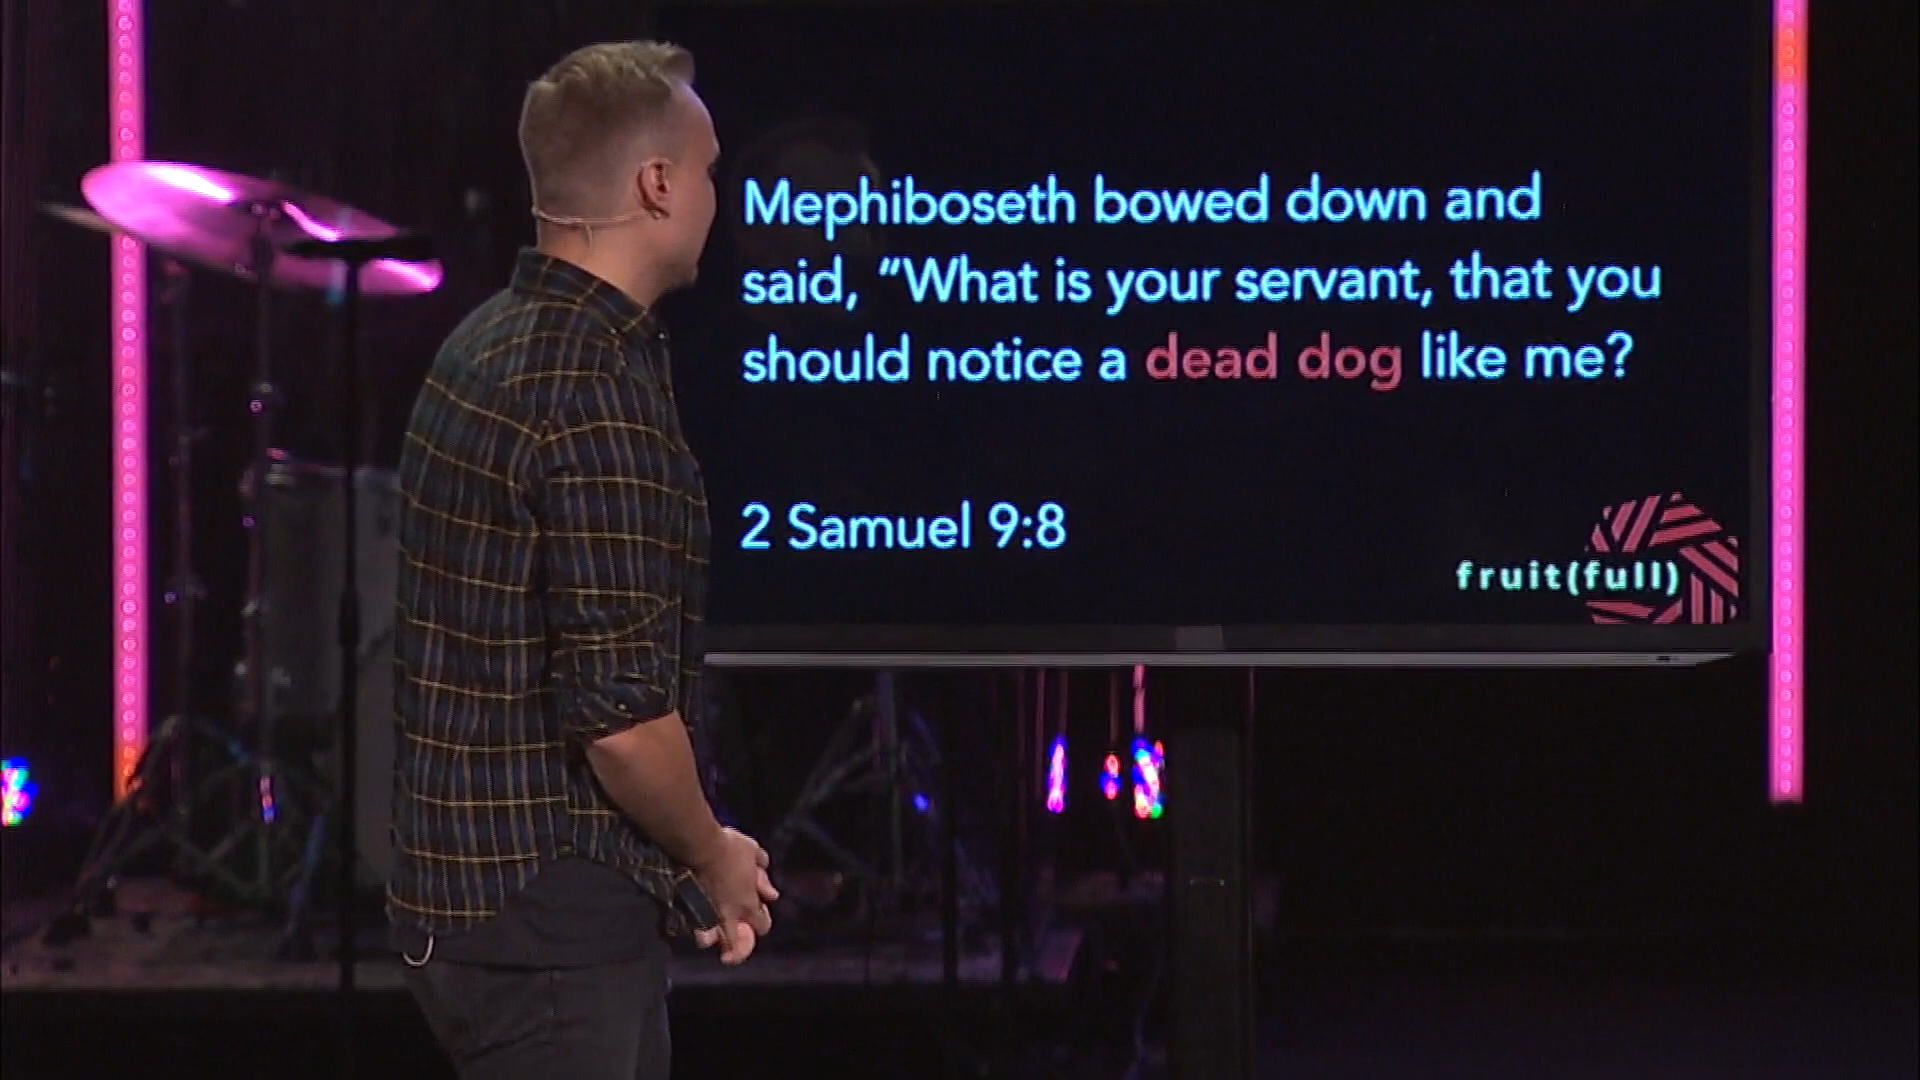 Mephiboseth bowed down and
said, “What is your servant, that you
should notice a dead dog like me?
2 Samuel 9:8
fruit(full)